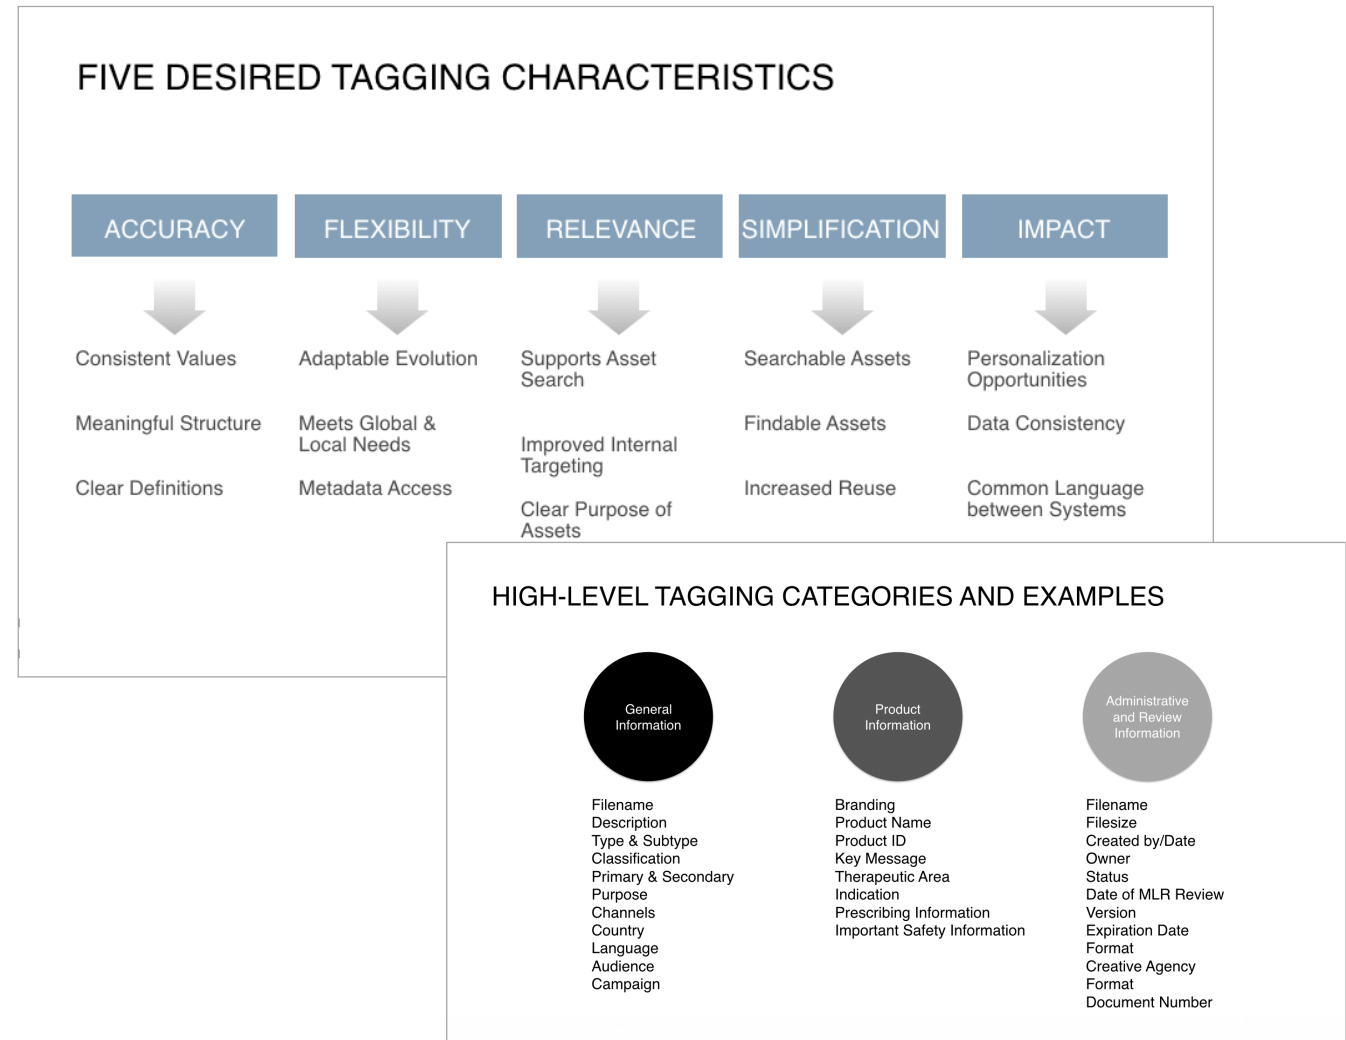 FIVE DESIRED TAGGING CHARACTERISTICS
ACCURACY
Consistent Values
Meaningful Structure
Clear Definitions
FLEXIBILITY
Adaptable Evolution
Meets Global &
Local Needs
Metadata Access
RELEVANCE
Supports Asset
Search
Improved Internal
Targeting
Clear Purpose of
Assets
SIMPLIFICATION
Searchable Assets
Findable Assets
Increased Reuse
IMPACT
Personalization
Opportunities
Data Consistency
Common Language
between Systems
HIGH-LEVEL TAGGING CATEGORIES AND EXAMPLES
General
Information
Filename
Description
Type & Subtype
Classification
Primary & Secondary
Purpose
Channels
Country
Language
Audience
Campaign
Product
Information
Branding
Product Name
Product ID
Key Message
Therapeutic Area
Indication
Prescribing Information
Important Safety Information
Administrative
and Review
Information
Filename
Filesize
Created by/Date
Owner
Status
Date of MLR Review
Version
Expiration Date
Format
Creative Agency
Format
Document Number